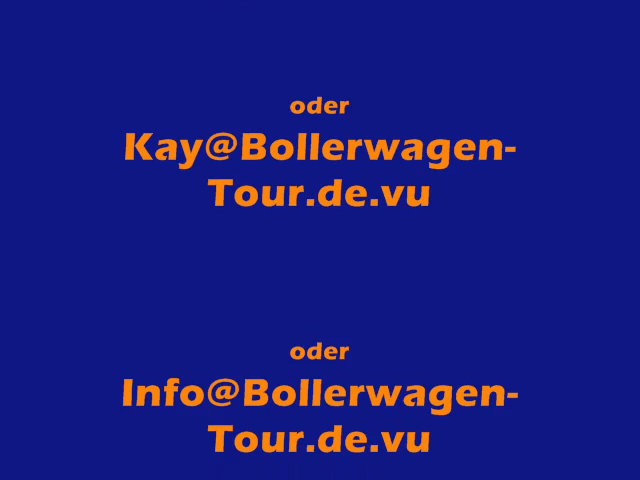 oder
Kay@Bollerwagen-
Tour.de.vu
oder
Info@Bollerwagen-
Tour.de.vu